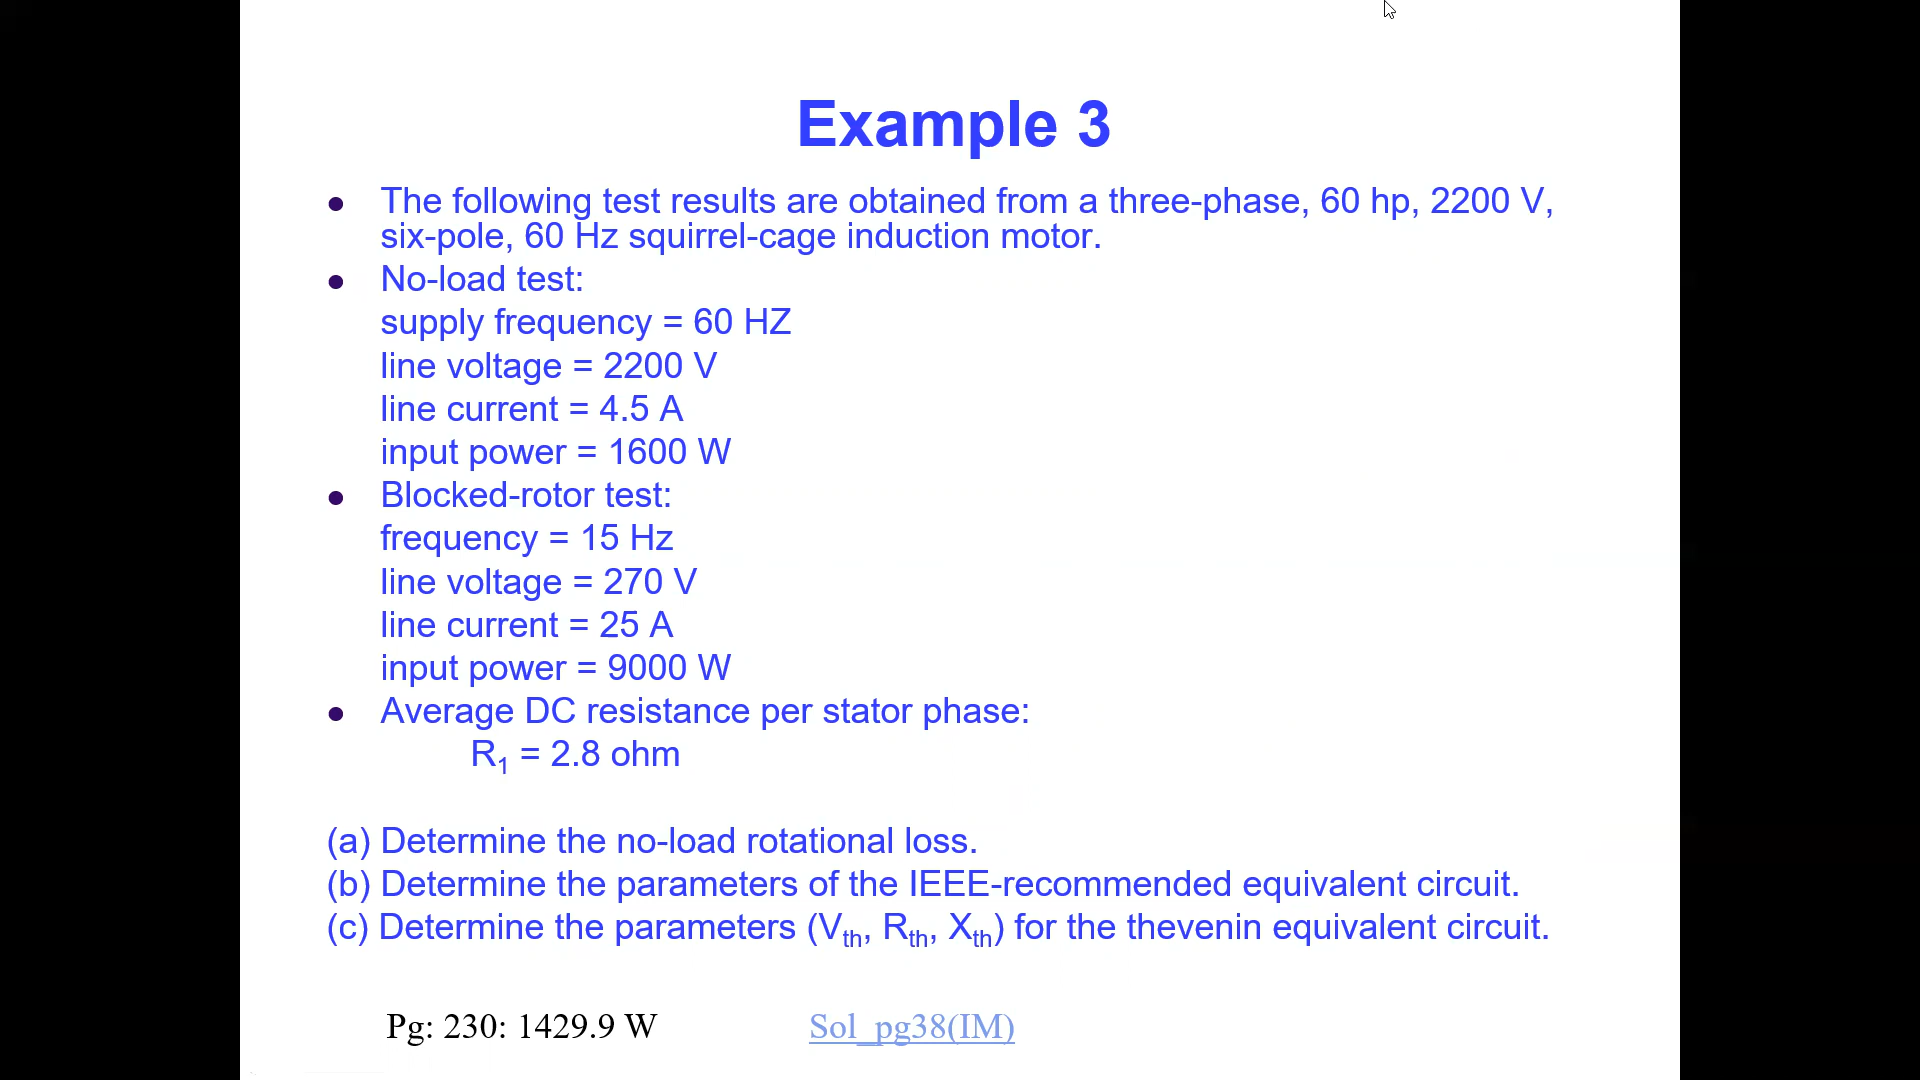 Example 3
● The following test results are obtained from a three-phase, 60 hp, 2200 V,
six-pole, 60 Hz squirrel-cage induction motor.
● No-load test:
supply frequency = 60 HZ
line voltage = 2200 V
line current = 4.5 A
input power = 1600 W
● Blocked-rotor test:
frequency = 15 Hz
line voltage = 270 V
line current = 25 A
input power = 9000 W
● Average DC resistance per stator phase:
R₁ = 2.8 ohm
(a) Determine the no-load rotational loss.
(b) Determine the parameters of the IEEE-recommended equivalent circuit.
(c) Determine the parameters (Vth, Rth, Xth) for the thevenin equivalent circuit.
Pg: 230: 1429.9 W Sol_pg38(IM)